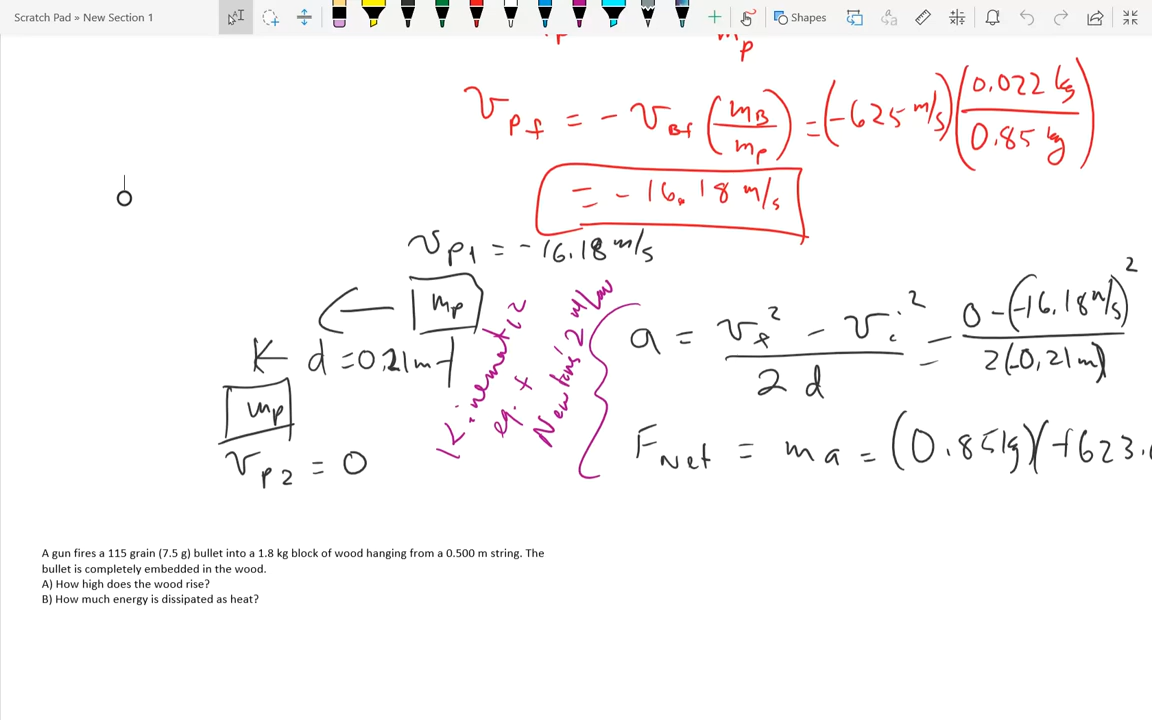 Scratch Pad » New Section 1
Shapes
p
v_Pf = - v_Bf (m_B / m_P) = (-625 m/s) (0.022 kg / 0.85 kg)
= -16.18 m/s
v_P1 = -16.18 m/s
m_P
d = 0.21m
m_P
v_P2 = 0
Kinematic
eq. +
Newtons' 2nd law
a = (v_f² - v_i²) / 2d = (0 - (-16.18 m/s)²) / 2(-0.21m)
F_Net = ma = (0.85 kg)(+623.
A gun fires a 115 grain (7.5 g) bullet into a 1.8 kg block of wood hanging from a 0.500 m string. The
bullet is completely embedded in the wood.
A) How high does the wood rise?
B) How much energy is dissipated as heat?